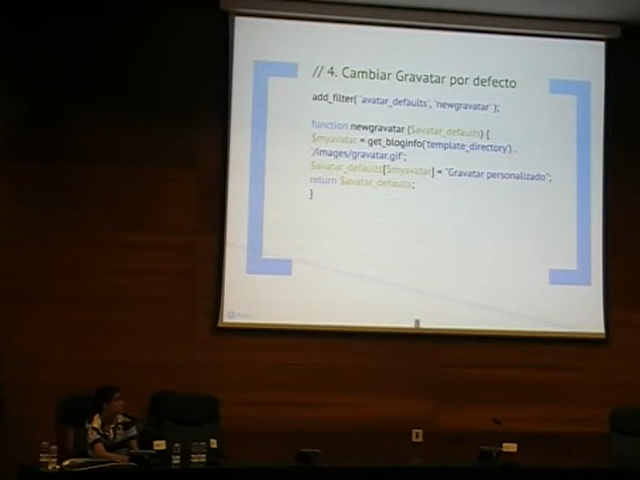 // 4. Cambiar Gravatar por defecto
add_filter( 'avatar_defaults', 'newgravatar' );
function newgravatar ($avatar_defaults) {
$myavatar = get_bloginfo('template_directory') .
'/images/gravatar.gif';
$avatar_defaults[$myavatar] = "Gravatar personalizado";
return $avatar_defaults;
}